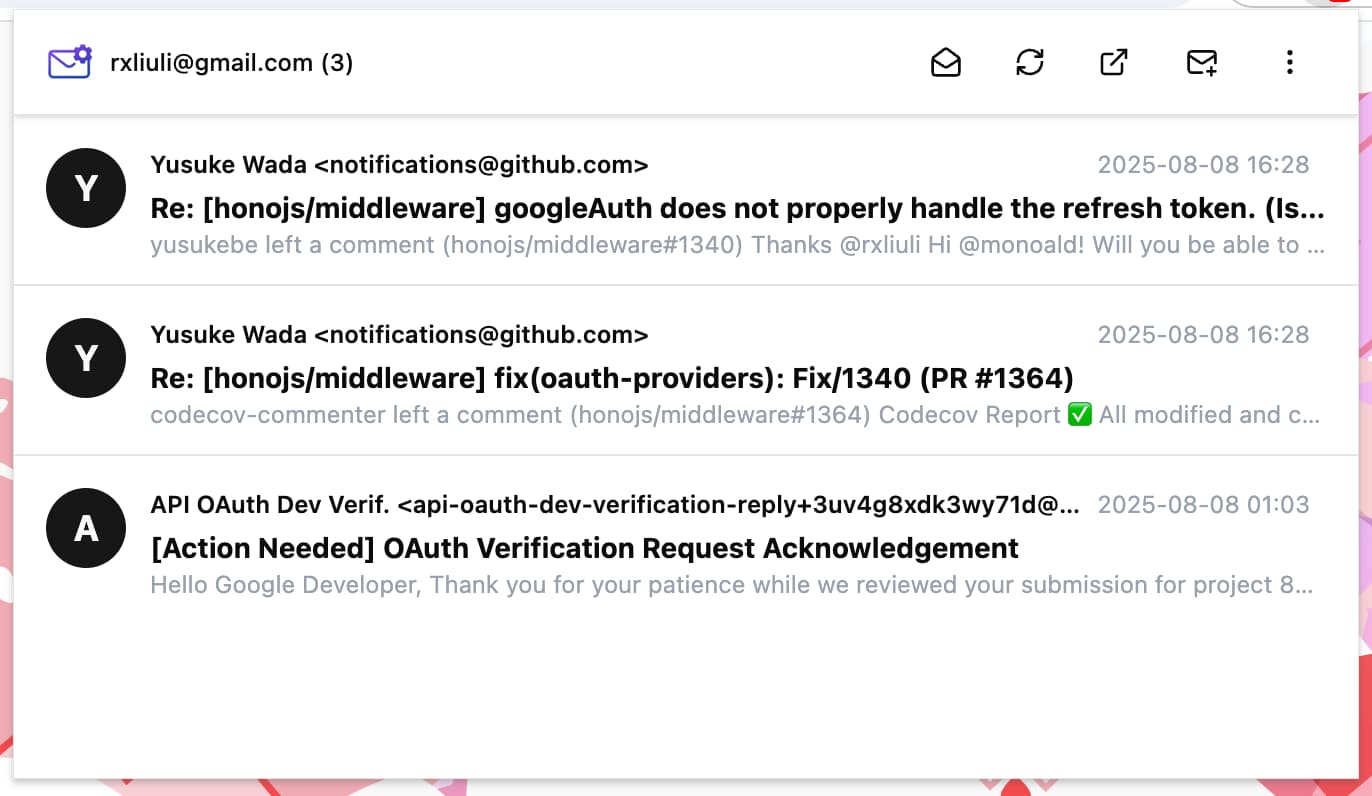 rxliuli@gmail.com (3)
Y
Yusuke Wada <notifications@github.com> 2025-08-08 16:28
Re: [honojs/middleware] googleAuth does not properly handle the refresh token. (Is...
yusukebe left a comment (honojs/middleware#1340) Thanks @rxliuli Hi @monoald! Will you be able to ...
Y
Yusuke Wada <notifications@github.com> 2025-08-08 16:28
Re: [honojs/middleware] fix(oauth-providers): Fix/1340 (PR #1364)
codecov-commenter left a comment (honojs/middleware#1364) Codecov Report ✅ All modified and c...
A
API OAuth Dev Verif. <api-oauth-dev-verification-reply+3uv4g8xdk3wy71d@... 2025-08-08 01:03
[Action Needed] OAuth Verification Request Acknowledgement
Hello Google Developer, Thank you for your patience while we reviewed your submission for project 8...